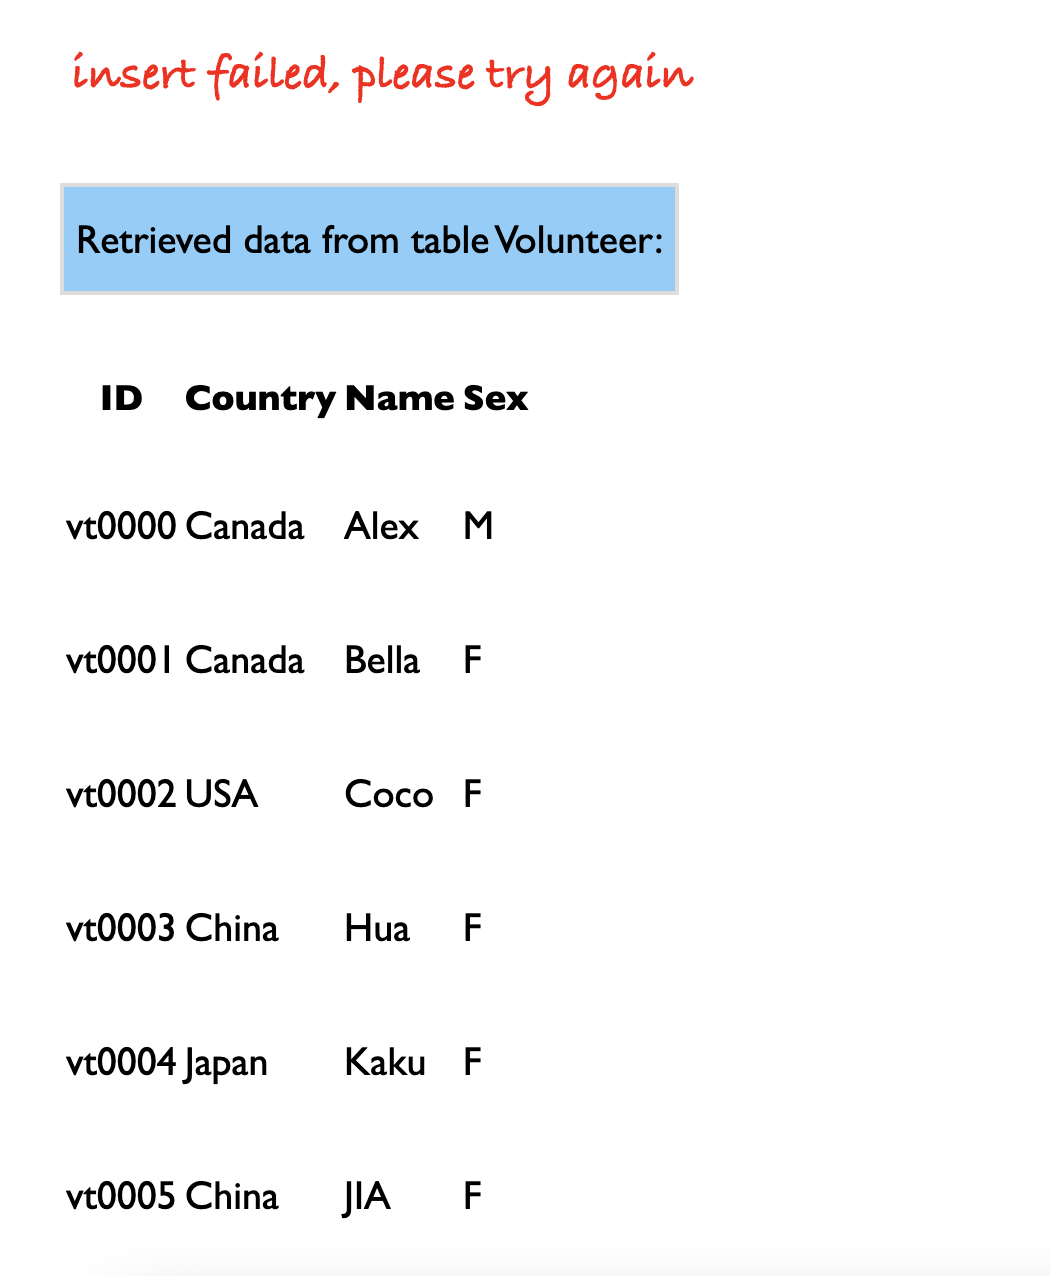 insert failed, please try again
Retrieved data from table Volunteer:
ID Country Name Sex
vt0000 Canada Alex M
vt0001 Canada Bella F
vt0002 USA Coco F
vt0003 China Hua F
vt0004 Japan Kaku F
vt0005 China JIA F